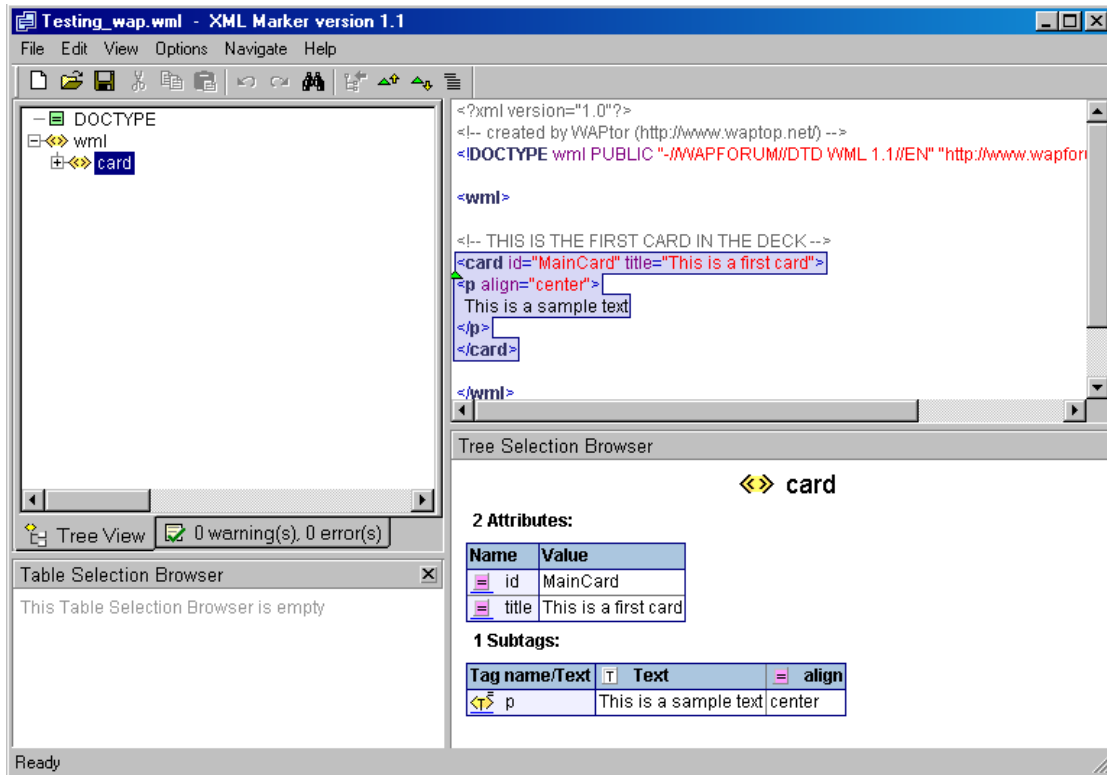 Testing_wap.wml - XML Marker version 1.1
File Edit View Options Navigate Help
DOCTYPE
wml
card
Tree View
0 warning(s), 0 error(s)
Table Selection Browser
This Table Selection Browser is empty
<?xml version="1.0"?>
<!-- created by WAPtor (http://www.waptop.net/) -->
<!DOCTYPE wml PUBLIC "-//WAPFORUM//DTD WML 1.1//EN" "http://www.wapforu
<wml>
<!-- THIS IS THE FIRST CARD IN THE DECK -->
<card id="MainCard" title="This is a first card">
<p align="center">
This is a sample text
</p>
</card>
</wml>
Tree Selection Browser
card
2 Attributes:
Name Value
id MainCard
title This is a first card
1 Subtags:
Tag name/Text T Text align
T p This is a sample text center
Ready